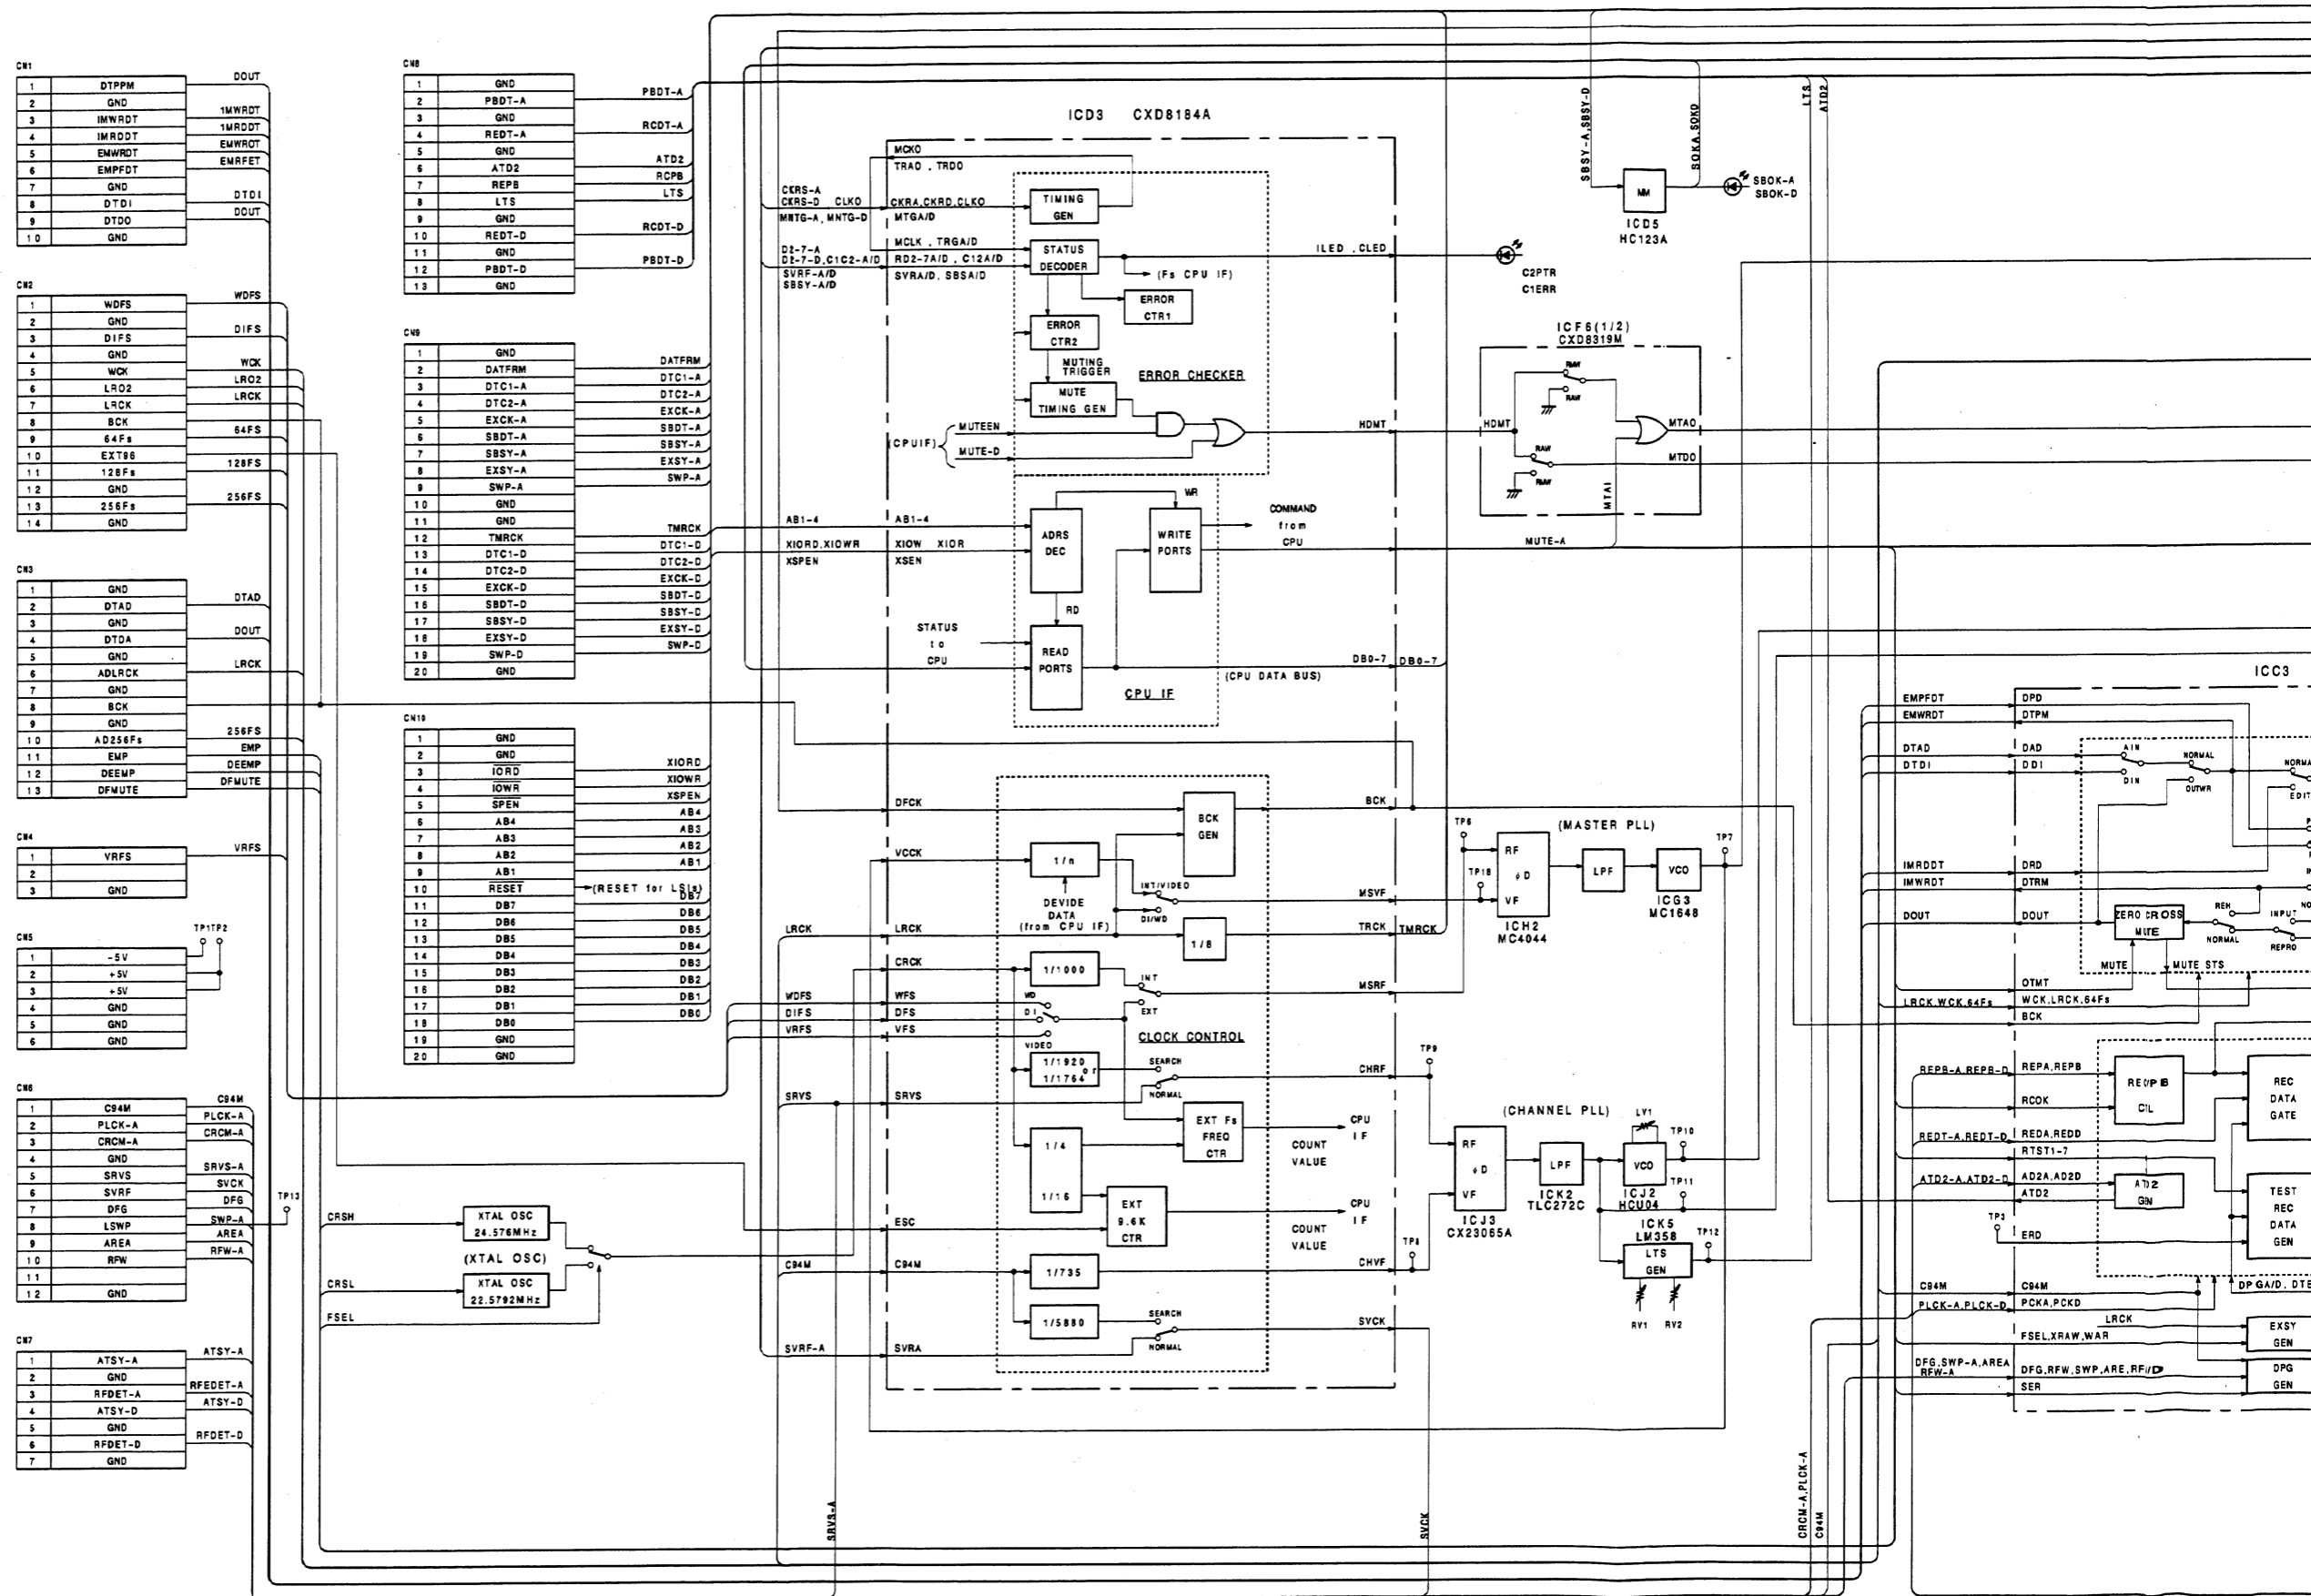 CN1
1 DTPPM DOUT
2 GND
3 IMWRDT 1MWRDT
4 IMRDDT 1MRDDT
5 EMWRDT EMWROT
6 EMPFDT EMRFET
7 GND
8 DTDI DTDI
9 DTDO DOUT
10 GND
CN2
1 WDFS WDFS
2 GND
3 DIFS DIFS
4 GND
5 WCK WCK
6 LRO2 LRO2
7 LRCK LRCK
8 BCK
9 64Fs 64FS
10 EXT96
11 128Fs 128FS
12 GND
13 256Fs 256FS
14 GND
CN3
1 GND
2 DTAD DTAD
3 GND
4 DTDA DOUT
5 GND
6 ADLRCK LRCK
7 GND
8 BCK
9 GND
10 AD256Fs 256FS
11 EMP EMP
12 DEEMP DEEMP
13 DFMUTE DFMUTE
CN4
1 VRFS VRFS
2
3 GND
CN5
TP1TP2
1 -5V
2 +5V
3 +5V
4 GND
5 GND
6 GND
CN6
1 C94M C94M
2 PLCK-A PLCK-A
3 CRCM-A CRCM-A
4 GND
5 SRVS SRVS-A
6 SVRF SVCK
7 DFG DFG
8 LSWP SWP-A
9 AREA AREA
10 RFW RFW-A
11
12 GND
TP13
CN7
1 ATSY-A ATSY-A
2 GND
3 RFDET-A RFEDET-A
4 ATSY-D ATSY-D
5 GND
6 RFDET-D RFDET-D
7 GND
CN8
1 GND
2 PBDT-A PBDT-A
3 GND
4 REDT-A RCDT-A
5 GND
6 ATD2 ATD2
7 REPB RCPB
8 LTS LTS
9 GND
10 REDT-D RCDT-D
11 GND
12 PBDT-D PBDT-D
13 GND
CN9
1 GND
2 DATFRM DATFRM
3 DTC1-A DTC1-A
4 DTC2-A DTC2-A
5 EXCK-A EXCK-A
6 SBDT-A SBDT-A
7 SBSY-A SBSY-A
8 EXSY-A EXSY-A
9 SWP-A SWP-A
10 GND
11 GND
12 TMRCK TMRCK
13 DTC1-D DTC1-D
14 DTC2-D DTC2-D
15 EXCK-D EXCK-D
16 SBDT-D SBDT-D
17 SBSY-D SBSY-D
18 EXSY-D EXSY-D
19 SWP-D SWP-D
20 GND
CN10
1 GND
2 GND
3 IORD XIORD
4 IOWR XIOWR
5 SPEN XSPEN
6 AB4 AB4
7 AB3 AB3
8 AB2 AB2
9 AB1 AB1
10 RESET (RESET for LSIs)
11 DB7 DB7
12 DB6 DB6
13 DB5 DB5
14 DB4 DB4
15 DB3 DB3
16 DB2 DB2
17 DB1 DB1
18 DB0 DB0
19 GND
20 GND
CRSH
XTAL OSC
24.576MHz
(XTAL OSC)
CRSL
XTAL OSC
22.5792MHz
FSEL
ICD3 CXD8184A
MCKO
TRAO . TRDO
CKRS-A
CKRS-D CLKO
MNTG-A, MNTG-D
CKRA,CKRD,CLKO
MTGA/D
TIMING
GEN
D2-7-A
D2-7-D,C1C2-A/D
SVRF-A/D
SBSY-A/D
MCLK , TRGA/D
RD2-7A/D , C12A/D
SVRA/D, SBSA/D
STATUS
DECODER
ILED , CLED
(Fs CPU IF)
C2PTR
C1ERR
ERROR
CTR1
ERROR
CTR2
MUTING
TRIGGER
ERROR CHECKER
MUTE
TIMING GEN
(CPUIF)
MUTEEN
MUTE-D
HDMT
AB1-4 AB1-4
XIORD,XIOWR
XSPEN
XIOW XIOR
XSEN
ADRS
DEC
WR
WRITE
PORTS
COMMAND
from
CPU
MUTE-A
RD
STATUS
to
CPU
READ
PORTS
DB0-7 DB0-7
(CPU DATA BUS)
CPU IF
DFCK
BCK
GEN
BCK
VCCK
1/n
DEVIDE
DATA
(from CPU IF)
INT/VIDEO
DI/WD
MSVF
LRCK LRCK
1/8
TRCK TMRCK
CRCK
1/1000
INT
EXT
MSRF
WDFS WFS
DIFS DFS
VRFS VFS
WD
DI
VIDEO
CLOCK CONTROL
1/1920
or
1/1764
SEARCH
NORMAL
CHRF
SRVS SRVS
1/4
1/16
EXT Fs
FREQ
CTR
COUNT
VALUE
CPU
IF
EXT
9.6K
CTR
COUNT
VALUE
CPU
IF
ESC
C94M C94M
1/735
CHVF
1/5880
SEARCH
NORMAL
SVCK
SVRF-A SVRA
SRVS-A
SVCK
SBSY-A,SBSY-D
SOKA,SOKD
MM
ICD5
HC123A
SBOK-A
SBOK-D
LTS
ATD2
ICF6(1/2)
CXD8319M
HDMT
RMW
RAW
RAW
RMW
MTAI
MTAO
MTDO
TP6
(MASTER PLL)
TP18
RF
φD
VF
ICH2
MC4044
LPF
VCO
ICG3
MC1648
TP7
TP9
(CHANNEL PLL)
RF
φD
VF
ICJ3
CX23065A
TP8
LPF
ICK2
TLC272C
LV1
VCO
ICJ2
HCU04
TP10
TP11
ICK5
LM358
LTS
GEN
TP12
RV1 RV2
CRCM-A,PLCK-A
C94M
ICC3
EMPFDT DPD
EMWRDT DTPM
DTAD DAD
DTDI DDI
AIN
DIN
NORMAL
OUTWR
EDIT
IMRDDT DRD
IMWRDT DTRM
DOUT DOUT
ZERO CROSS
MUTE
REH
NORMAL
INPUT
REPRO
MUTE
MUTE STS
OTMT
LRCK,WCK,64Fs WCK,LRCK,64Fs
BCK
REPB-A,REPB-D REPA,REPB
RCOK
REC
DATA
GATE
REDT-A,REDT-D REDA,REDD
RTST1-7
ATD2-A,ATD2-D AD2A,AD2D
ATD2
TEST
REC
DATA
GEN
TP3
ERD
DPGA/D, DTE
C94M C94M
PLCK-A,PLCK-D PCKA,PCKD
LRCK
EXSY
GEN
FSEL,XRAW,WAR
DFG,SWP-A,AREA
RFW-A
DFG,RFW,SWP,ARE,RF/D
SER
DPG
GEN